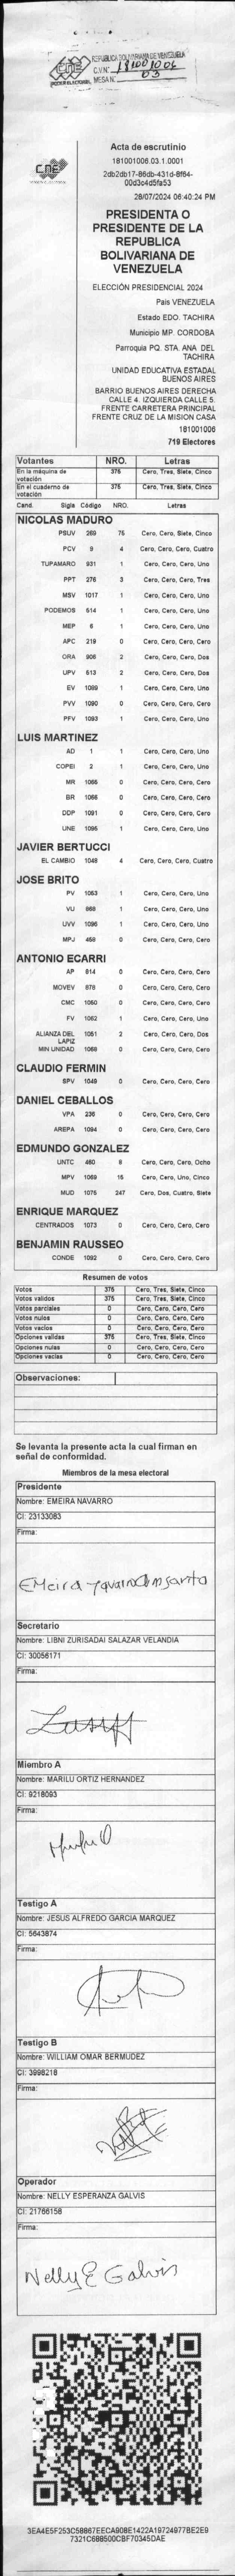 CNE
REPUBLICA BOLIVARIANA DE VENEZUELA
C.V.N° 181001006
MESA N° 03
CNE
Acta de escrutinio
181001006.03.1.0001
2db2db17-86db-431d-8f64-
00d3c4d5fa53
28/07/2024 06:40:24 PM
PRESIDENTA O
PRESIDENTE DE LA
REPUBLICA
BOLIVARIANA DE
VENEZUELA
ELECCIÓN PRESIDENCIAL 2024
Pais VENEZUELA
Estado EDO. TACHIRA
Municipio MP. CORDOBA
Parroquia PQ. STA. ANA DEL
TACHIRA
UNIDAD EDUCATIVA ESTADAL
BUENOS AIRES
BARRIO BUENOS AIRES DERECHA
CALLE 4. IZQUIERDA CALLE 5.
FRENTE CARRETERA PRINCIPAL
FRENTE CRUZ DE LA MISION CASA
181001006
719 Electores
Votantes NRO. Letras
En la máquina de votación 375 Cero, Tres, Siete, Cinco
En el cuaderno de votación 375 Cero, Tres, Siete, Cinco
Cand. Sigla Código NRO. Letras
NICOLAS MADURO
PSUV 269 75 Cero, Cero, Siete, Cinco
PCV 9 4 Cero, Cero, Cero, Cuatro
TUPAMARO 931 1 Cero, Cero, Cero, Uno
PPT 276 3 Cero, Cero, Cero, Tres
MSV 1017 1 Cero, Cero, Cero, Uno
PODEMOS 514 1 Cero, Cero, Cero, Uno
MEP 6 1 Cero, Cero, Cero, Uno
APC 219 0 Cero, Cero, Cero, Cero
ORA 906 2 Cero, Cero, Cero, Dos
UPV 513 2 Cero, Cero, Cero, Dos
EV 1089 1 Cero, Cero, Cero, Uno
PVV 1090 0 Cero, Cero, Cero, Cero
PFV 1093 1 Cero, Cero, Cero, Uno
LUIS MARTINEZ
AD 1 1 Cero, Cero, Cero, Uno
COPEI 2 1 Cero, Cero, Cero, Uno
MR 1065 0 Cero, Cero, Cero, Cero
BR 1066 0 Cero, Cero, Cero, Cero
DDP 1091 0 Cero, Cero, Cero, Cero
UNE 1095 1 Cero, Cero, Cero, Uno
JAVIER BERTUCCI
EL CAMBIO 1048 4 Cero, Cero, Cero, Cuatro
JOSE BRITO
PV 1053 1 Cero, Cero, Cero, Uno
VU 868 1 Cero, Cero, Cero, Uno
UVV 1096 1 Cero, Cero, Cero, Uno
MPJ 458 0 Cero, Cero, Cero, Cero
ANTONIO ECARRI
AP 814 0 Cero, Cero, Cero, Cero
MOVEV 878 0 Cero, Cero, Cero, Cero
CMC 1050 0 Cero, Cero, Cero, Cero
FV 1052 1 Cero, Cero, Cero, Uno
ALIANZA DEL LAPIZ 1051 2 Cero, Cero, Cero, Dos
MIN UNIDAD 1068 0 Cero, Cero, Cero, Cero
CLAUDIO FERMIN
SPV 1049 0 Cero, Cero, Cero, Cero
DANIEL CEBALLOS
VPA 236 0 Cero, Cero, Cero, Cero
AREPA 1094 0 Cero, Cero, Cero, Cero
EDMUNDO GONZALEZ
UNTC 460 8 Cero, Cero, Cero, Ocho
MPV 1069 15 Cero, Cero, Uno, Cinco
MUD 1075 247 Cero, Dos, Cuatro, Siete
ENRIQUE MARQUEZ
CENTRADOS 1073 0 Cero, Cero, Cero, Cero
BENJAMIN RAUSSEO
CONDE 1092 0 Cero, Cero, Cero, Cero
Resumen de votos
Votos 375 Cero, Tres, Siete, Cinco
Votos validos 375 Cero, Tres, Siete, Cinco
Votos parciales 0 Cero, Cero, Cero, Cero
Votos nulos 0 Cero, Cero, Cero, Cero
Votos vacios 0 Cero, Cero, Cero, Cero
Opciones validas 375 Cero, Tres, Siete, Cinco
Opciones nulas 0 Cero, Cero, Cero, Cero
Opciones vacias 0 Cero, Cero, Cero, Cero
Observaciones:
Se levanta la presente acta la cual firman en
señal de conformidad.
Miembros de la mesa electoral
Presidente
Nombre: EMEIRA NAVARRO
CI: 23133083
Firma:
Emeira Navarro
Secretario
Nombre: LIBNI ZURISADAI SALAZAR VELANDIA
CI: 30056171
Firma:
Miembro A
Nombre: MARILU ORTIZ HERNANDEZ
CI: 9218093
Firma:
Testigo A
Nombre: JESUS ALFREDO GARCIA MARQUEZ
CI: 5643874
Firma:
Testigo B
Nombre: WILLIAM OMAR BERMUDEZ
CI: 3998218
Firma:
Operador
Nombre: NELLY ESPERANZA GALVIS
CI: 21766158
Firma:
Nelly E Galvis
3EA4E5F253C58867EECA908E1422A19724977BE2E9
7321C688500CBF70345DAE